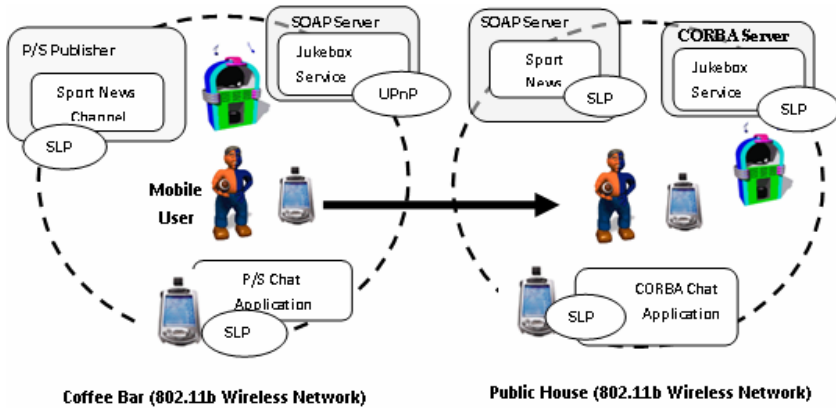 P/S Publisher
Sport News
Channel
SLP
SOAP Server
Jukebox
Service
UPnP
Mobile
User
P/S Chat
Application
SLP
Coffee Bar (802.11b Wireless Network)
SOAP Server
Sport
News
SLP
CORBA Server
Jukebox
Service
SLP
CORBA Chat
Application
SLP
Public House (802.11b Wireless Network)